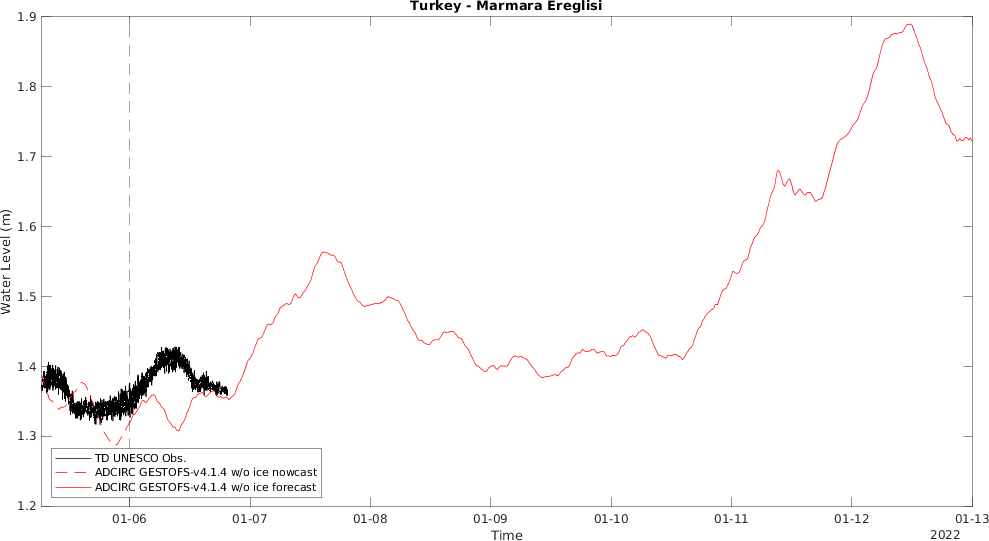 Turkey - Marmara Ereglisi
1.9
1.8
1.7
1.6
1.5
1.4
1.3
1.2
Water Level (m)
TD UNESCO Obs.
ADCIRC GESTOFS-v4.1.4 w/o ice nowcast
ADCIRC GESTOFS-v4.1.4 w/o ice forecast
01-06 01-07 01-08 01-09 01-10 01-11 01-12 01-13
Time
2022